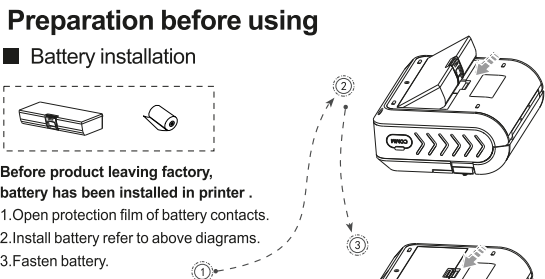 Preparation before using
■ Battery installation
②
Before product leaving factory,
battery has been installed in printer .
1.Open protection film of battery contacts.
2.Install battery refer to above diagrams.
③
3.Fasten battery.
①